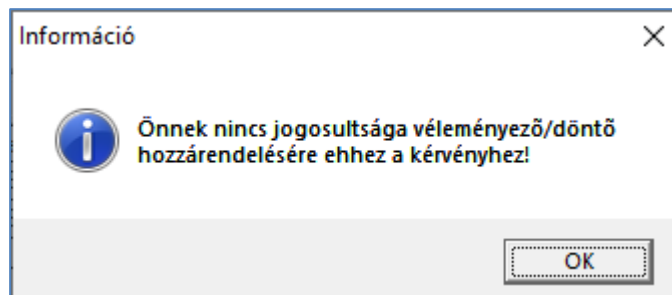 Információ
Önnek nincs jogosultsága véleményezõ/döntõ
hozzárendelésére ehhez a kérvényhez!
OK